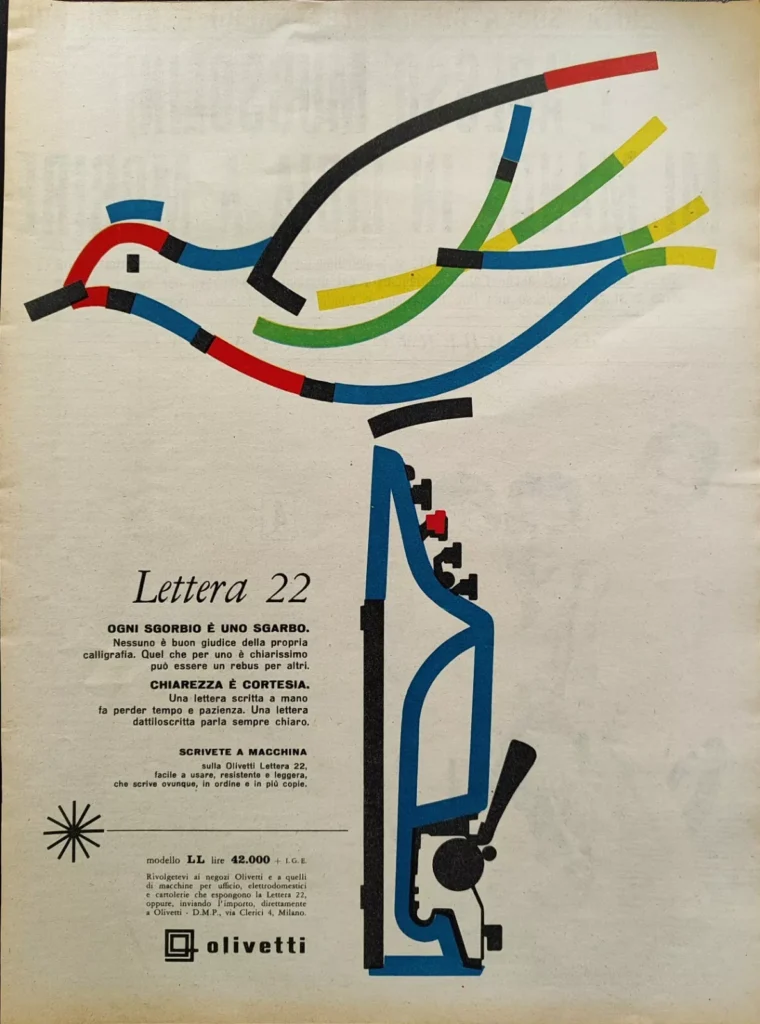 Lettera 22
OGNI SGORBIO È UNO SGARBO.
Nessuno è buon giudice della propria
calligrafia. Quel che per uno è chiarissimo
può essere un rebus per altri.
CHIAREZZA È CORTESIA.
Una lettera scritta a mano
fa perder tempo e pazienza. Una lettera
dattiloscritta parla sempre chiaro.
SCRIVETE A MACCHINA
sulla Olivetti Lettera 22,
facile a usare, resistente e leggera,
che scrive ovunque, in ordine e in più copie.
modello LL lire 42.000 + I. G. E.
Rivolgetevi ai negozi Olivetti e a quelli
di macchine per ufficio, elettrodomestici
e cartolerie che espongono la Lettera 22,
oppure, inviando l'importo, direttamente
a Olivetti - D.M.P., via Clerici 4, Milano.
olivetti